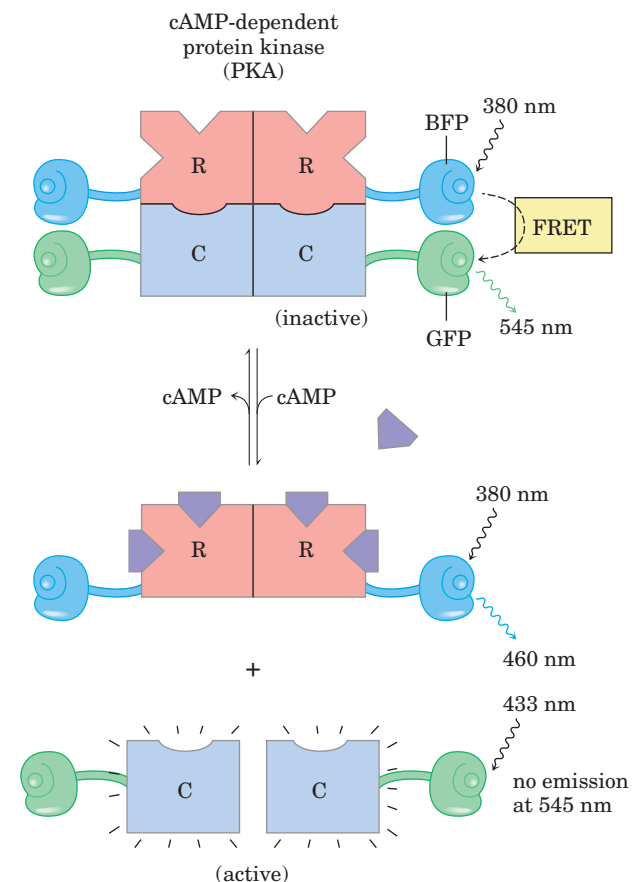 cAMP-dependent
protein kinase
(PKA)
380 nm
BFP
R
R
FRET
C
C
(inactive)
545 nm
GFP
cAMP
cAMP
380 nm
R
R
460 nm
+
433 nm
C
C
no emission
at 545 nm
(active)